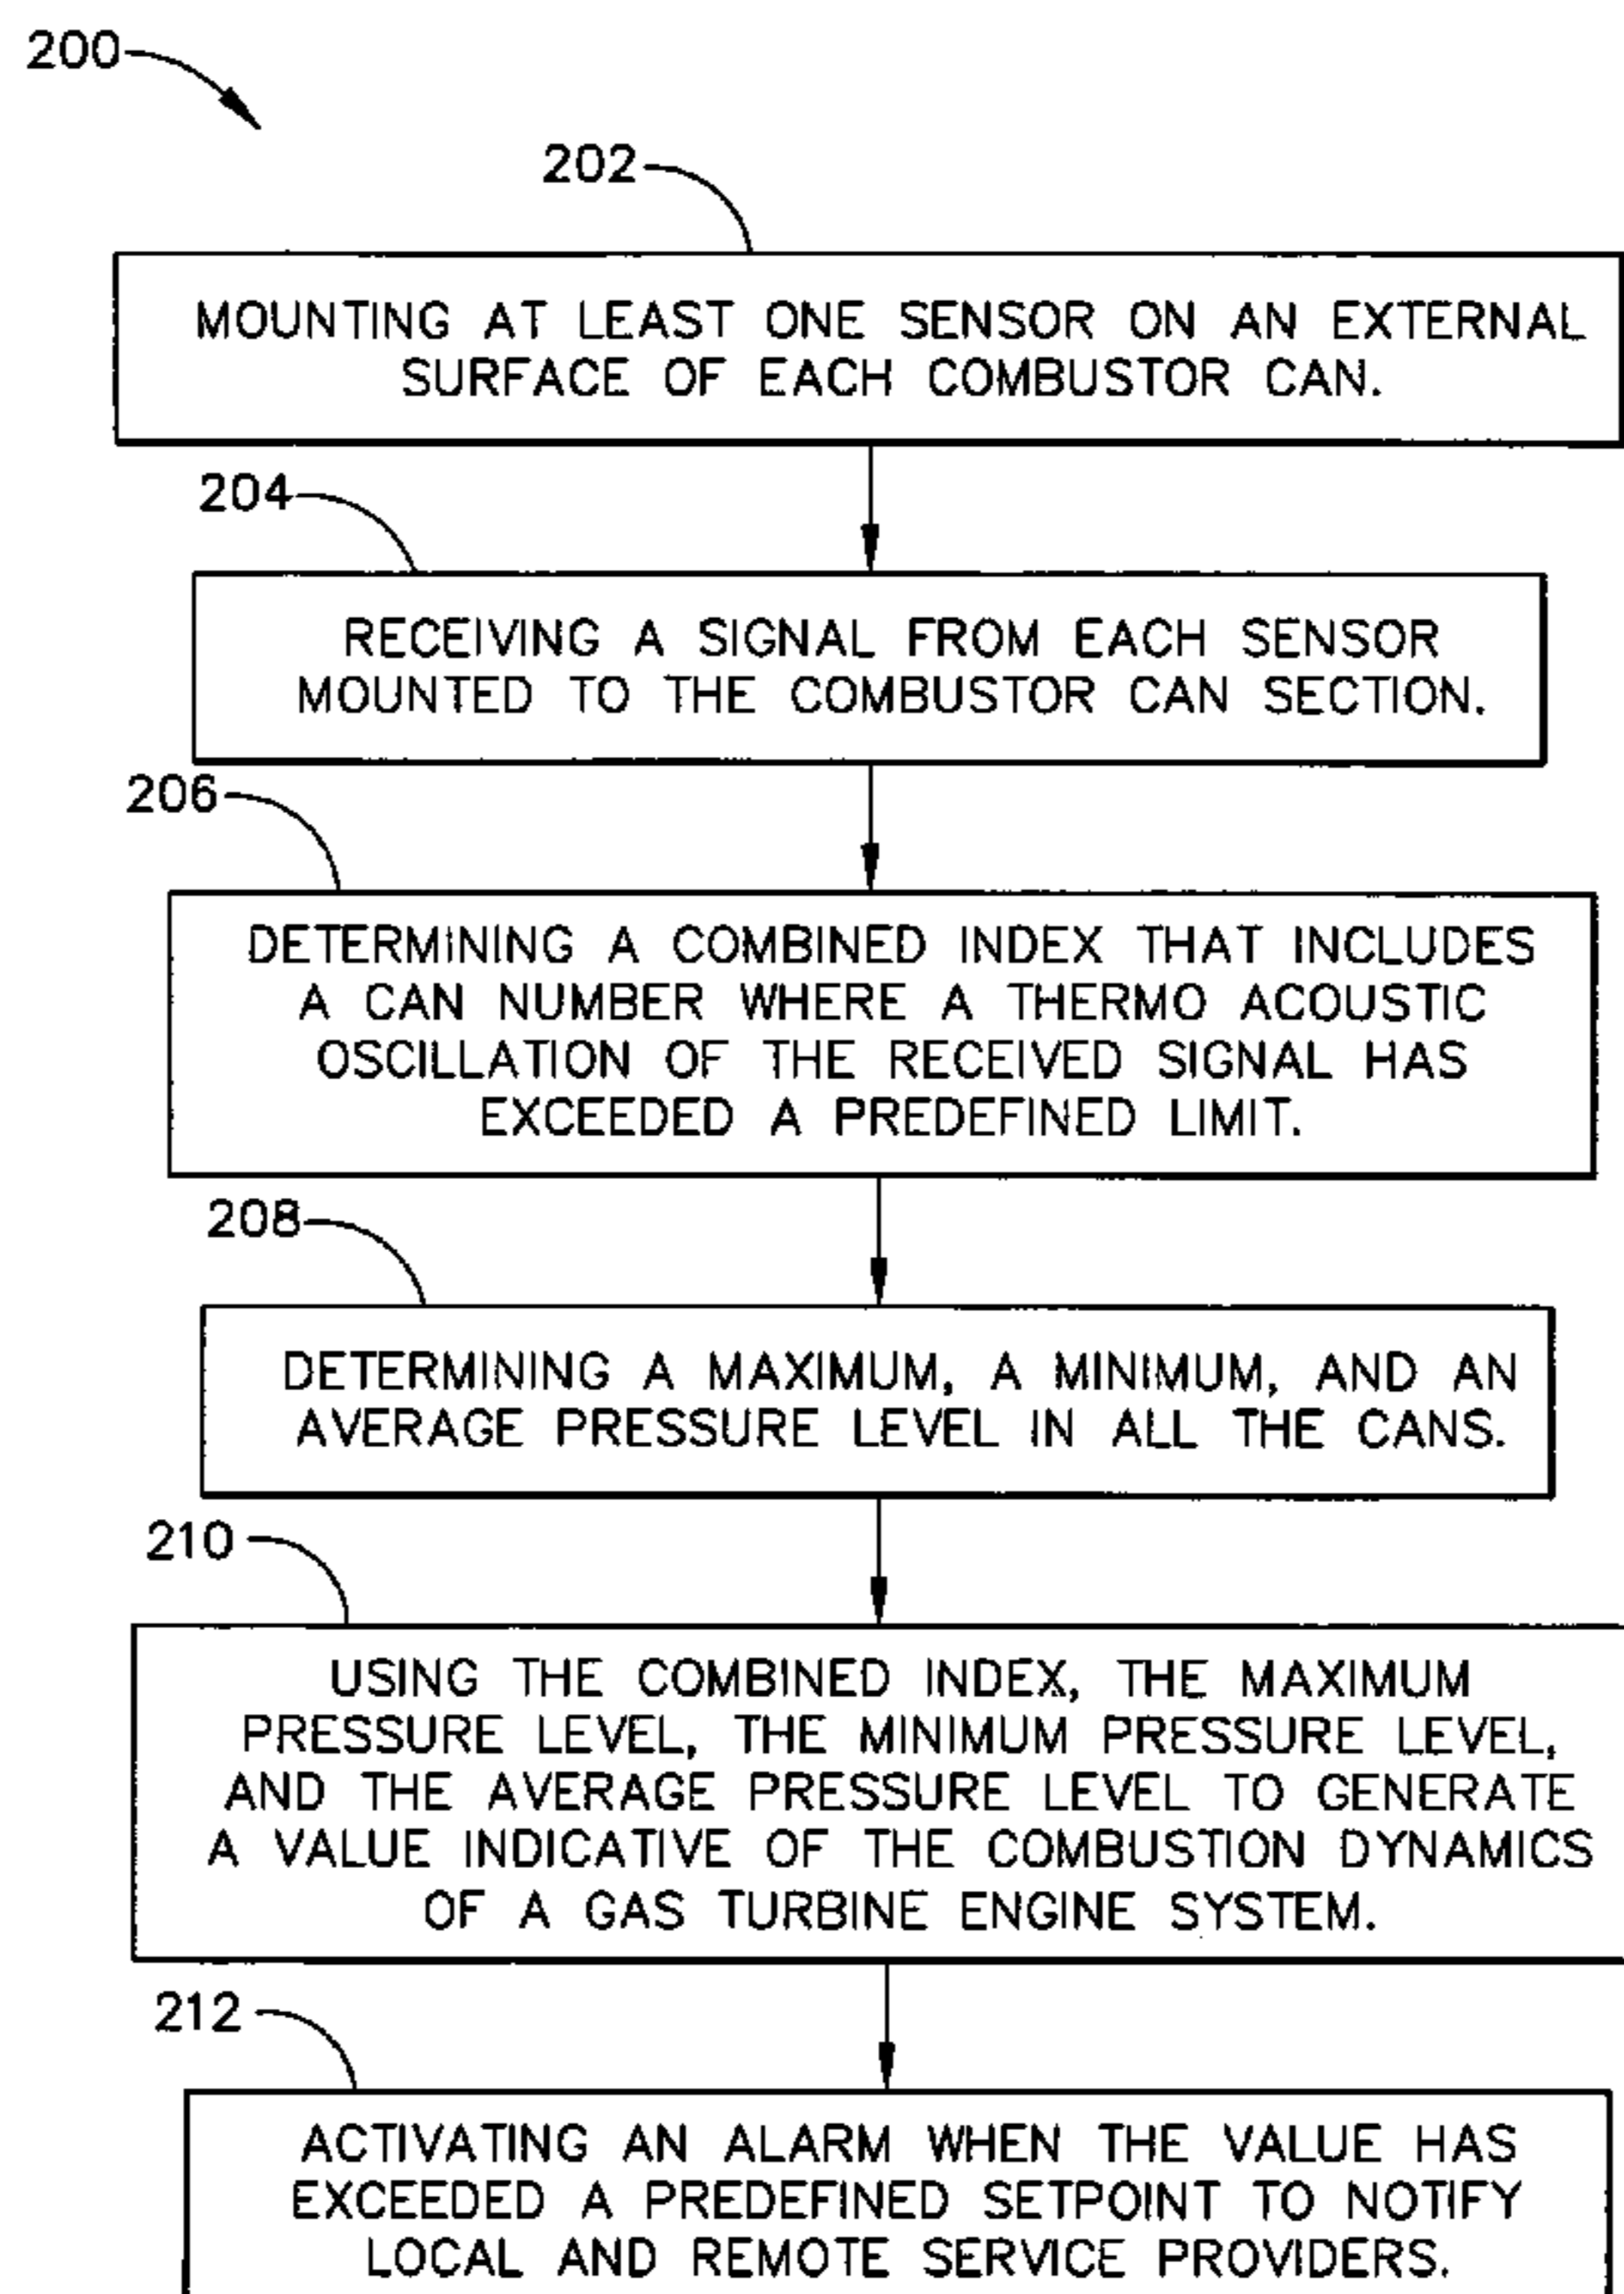 200
202
MOUNTING AT LEAST ONE SENSOR ON AN EXTERNAL
SURFACE OF EACH COMBUSTOR CAN.
204
RECEIVING A SIGNAL FROM EACH SENSOR
MOUNTED TO THE COMBUSTOR CAN SECTION.
206
DETERMINING A COMBINED INDEX THAT INCLUDES
A CAN NUMBER WHERE A THERMO ACOUSTIC
OSCILLATION OF THE RECEIVED SIGNAL HAS
EXCEEDED A PREDEFINED LIMIT.
208
DETERMINING A MAXIMUM, A MINIMUM, AND AN
AVERAGE PRESSURE LEVEL IN ALL THE CANS.
210
USING THE COMBINED INDEX, THE MAXIMUM
PRESSURE LEVEL, THE MINIMUM PRESSURE LEVEL,
AND THE AVERAGE PRESSURE LEVEL TO GENERATE
A VALUE INDICATIVE OF THE COMBUSTION DYNAMICS
OF A GAS TURBINE ENGINE SYSTEM.
212
ACTIVATING AN ALARM WHEN THE VALUE HAS
EXCEEDED A PREDEFINED SETPOINT TO NOTIFY
LOCAL AND REMOTE SERVICE PROVIDERS.